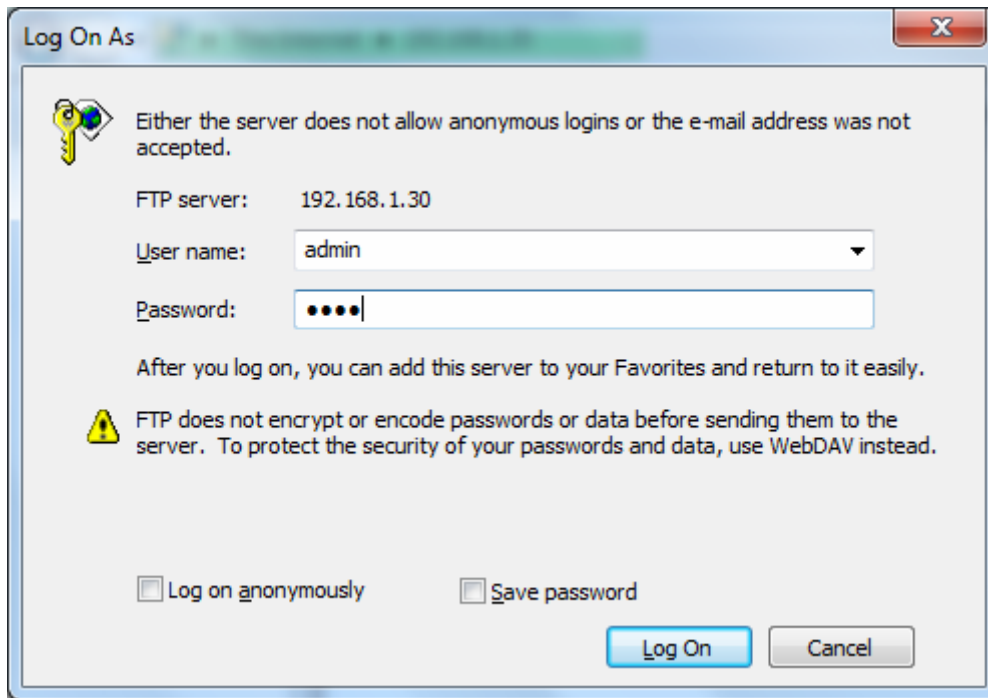 Log On As
Either the server does not allow anonymous logins or the e-mail address was not
accepted.
FTP server: 192.168.1.30
User name: admin
Password: ●●●●
After you log on, you can add this server to your Favorites and return to it easily.
FTP does not encrypt or encode passwords or data before sending them to the
server.  To protect the security of your passwords and data, use WebDAV instead.
Log on anonymously Save password
Log On Cancel